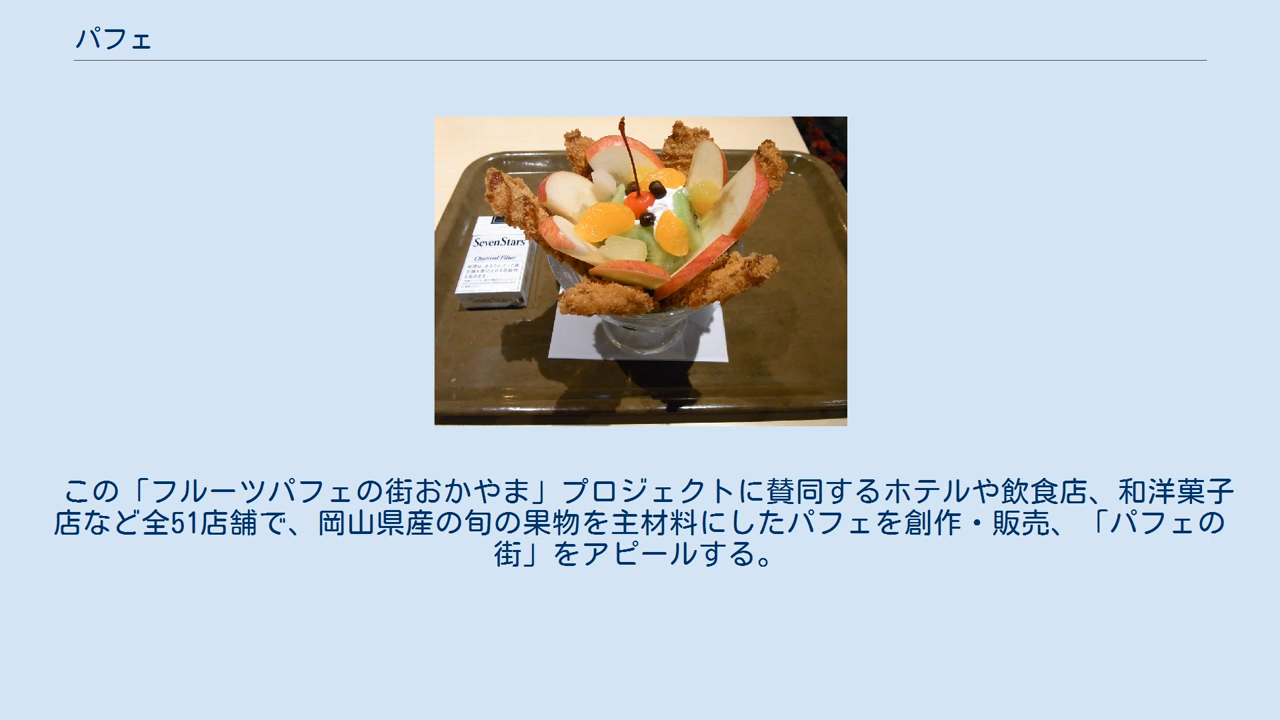 パフェ
SevenStars
Charcoal Filter
この「フルーツパフェの街おかやま」プロジェクトに賛同するホテルや飲食店、和洋菓子
店など全51店舗で、岡山県産の旬の果物を主材料にしたパフェを創作・販売、「パフェの
街」をアピールする。